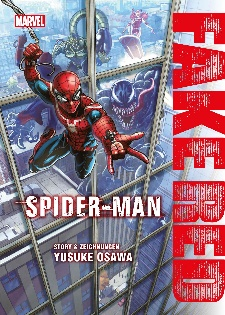 MARVEL
FAKE RED
SPIDER-MAN
STORY & ZEICHNUNGEN
YUSUKE OSAWA